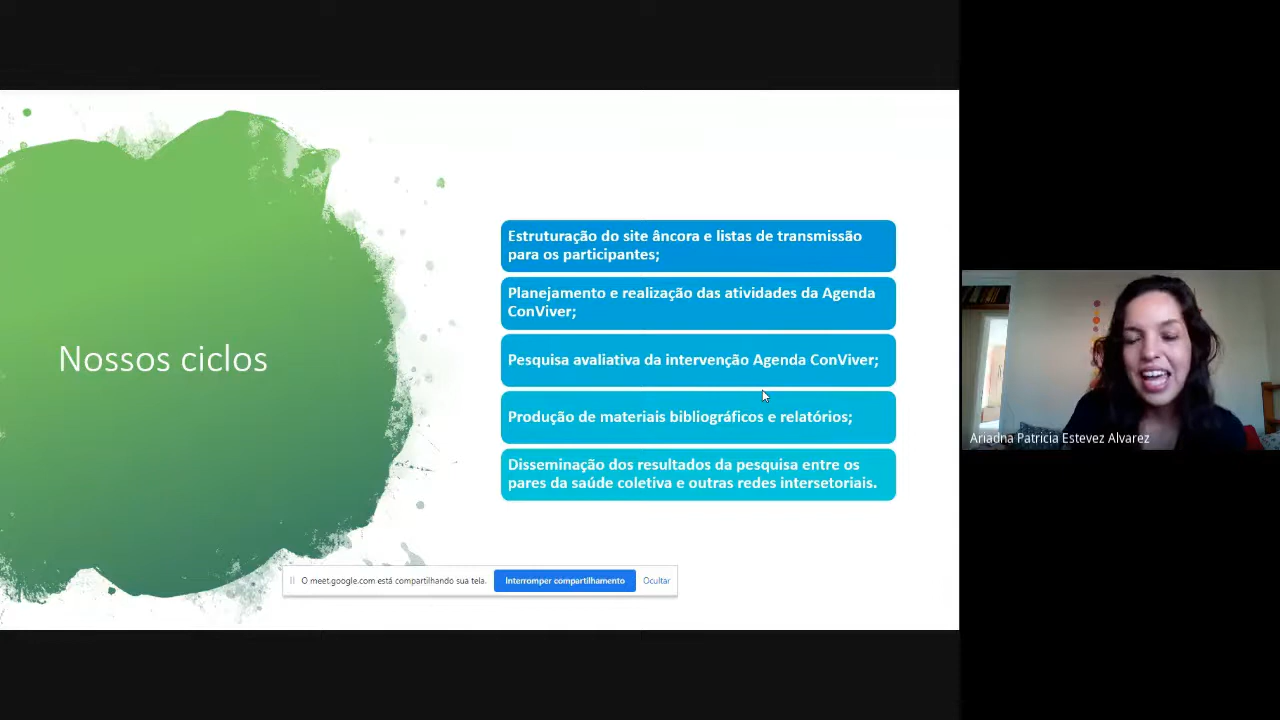 Nossos ciclos
Estruturação do site âncora e listas de transmissão
para os participantes;
Planejamento e realização das atividades da Agenda
ConViver;
Pesquisa avaliativa da intervenção Agenda ConViver;
Produção de materiais bibliográficos e relatórios;
Disseminação dos resultados da pesquisa entre os
pares da saúde coletiva e outras redes intersetoriais.
O meet.google.com está compartilhando sua tela. Interromper compartilhamento Ocultar
Ariadna Patricia Estevez Alvarez